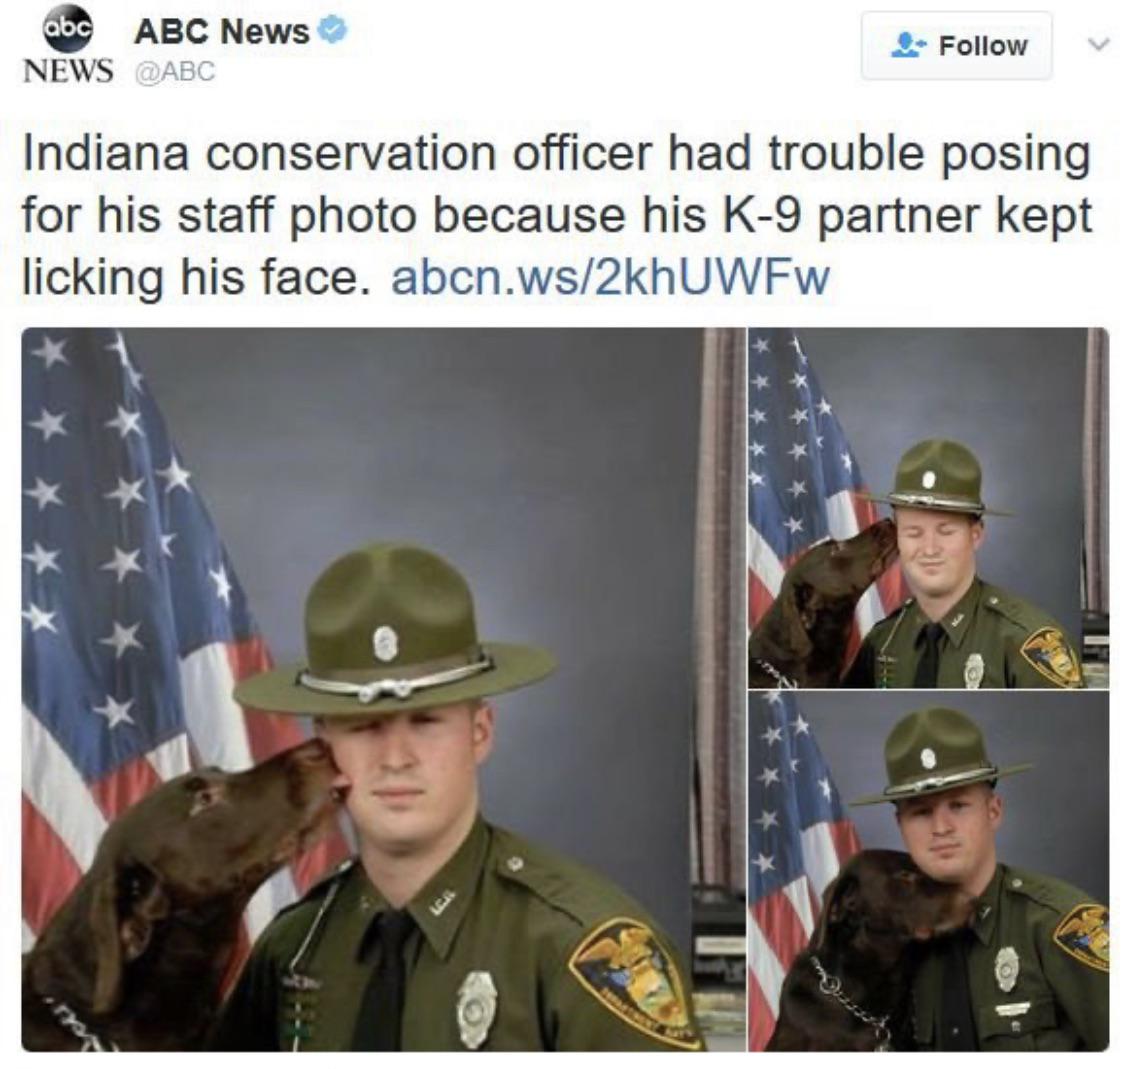 abc
NEWS
ABC News
@ABC
Follow
Indiana conservation officer had trouble posing
for his staff photo because his K-9 partner kept
licking his face. abcn.ws/2khUWFw